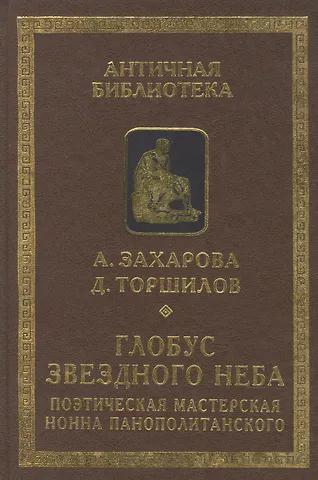 АНТИЧНАЯ
БИБЛИОТЕКА
А. ЗАХАРОВА
Д. ТОРШИЛОВ
ГЛОБУС
ЗВЕЗДНОГО НЕБА
ПОЭТИЧЕСКАЯ МАСТЕРСКАЯ
НОННА ПАНОПОЛИТАНСКОГО